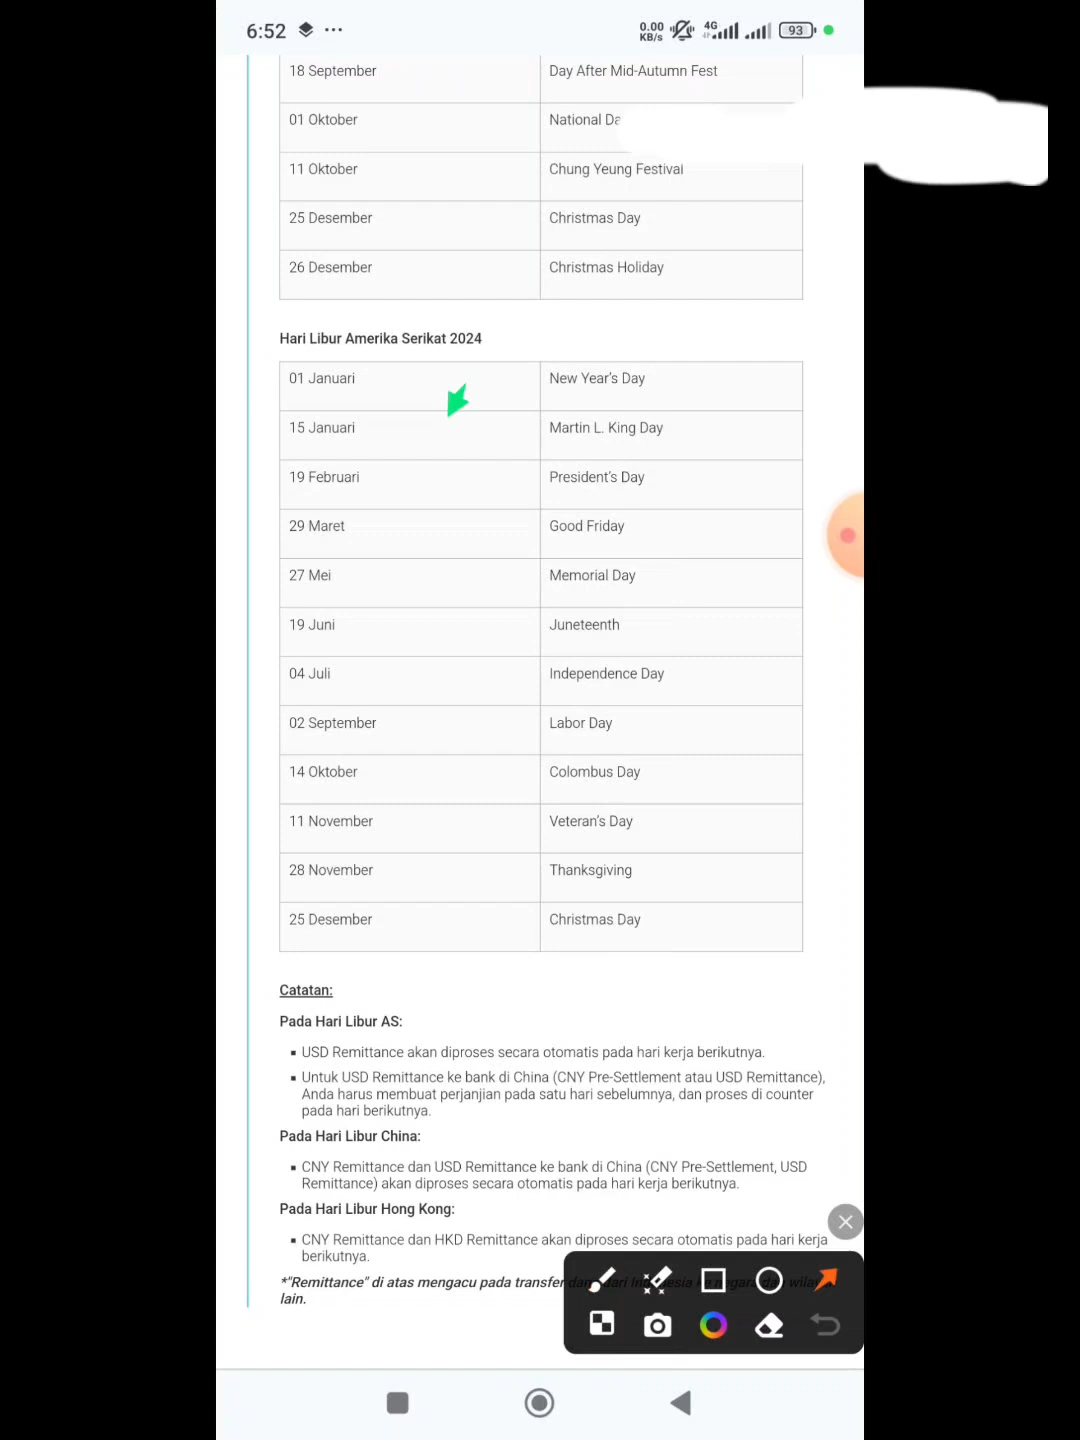 6:52
0.00
KB/s
4G
93
18 September Day After Mid-Autumn Fest
01 Oktober National
11 Oktober Chung Yeung Festival
25 Desember Christmas Day
26 Desember Christmas Holiday
Hari Libur Amerika Serikat 2024
01 Januari New Year's Day
15 Januari Martin L. King Day
19 Februari President's Day
29 Maret Good Friday
27 Mei Memorial Day
19 Juni Juneteenth
04 Juli Independence Day
02 September Labor Day
14 Oktober Colombus Day
11 November Veteran's Day
28 November Thanksgiving
25 Desember Christmas Day
Catatan:
Pada Hari Libur AS:
▪ USD Remittance akan diproses secara otomatis pada hari kerja berikutnya.
▪ Untuk USD Remittance ke bank di China (CNY Pre-Settlement atau USD Remittance),
Anda harus membuat perjanjian pada satu hari sebelumnya, dan proses di counter
pada hari berikutnya.
Pada Hari Libur China:
▪ CNY Remittance dan USD Remittance ke bank di China (CNY Pre-Settlement, USD
Remittance) akan diproses secara otomatis pada hari kerja berikutnya.
Pada Hari Libur Hong Kong:
▪ CNY Remittance dan HKD Remittance akan diproses secara otomatis pada hari kerja
berikutnya.
*"Remittance" di atas mengacu pada transfer dana dari Indonesia ke negara dan
lain.